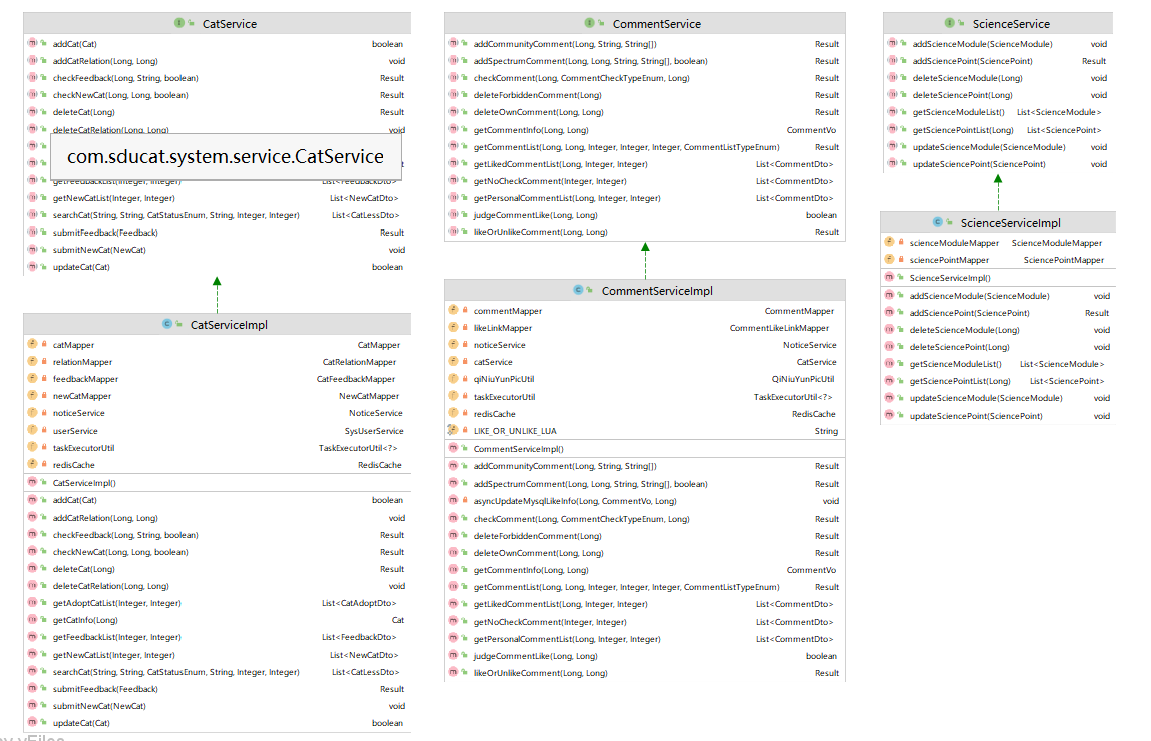 CatService
addCat(Cat) boolean
addCatRelation(Long, Long) void
checkFeedback(Long, String, boolean) Result
checkNewCat(Long, Long, boolean) Result
deleteCat(Long) Result
deleteCatRelation(Long, Long) void
com.sducat.system.service.CatService
getFeedbackList(Integer, Integer) List<FeedbackDto>
getNewCatList(Integer, Integer) List<NewCatDto>
searchCat(String, String, CatStatusEnum, String, Integer, Integer) List<CatLessDto>
submitFeedback(Feedback) Result
submitNewCat(NewCat) void
updateCat(Cat) boolean
CatServiceImpl
catMapper CatMapper
relationMapper CatRelationMapper
feedbackMapper CatFeedbackMapper
newCatMapper NewCatMapper
noticeService NoticeService
userService SysUserService
taskExecutorUtil TaskExecutorUtil<?>
redisCache RedisCache
CatServiceImpl()
addCat(Cat) boolean
addCatRelation(Long, Long) void
checkFeedback(Long, String, boolean) Result
checkNewCat(Long, Long, boolean) Result
deleteCat(Long) Result
deleteCatRelation(Long, Long) void
getAdoptCatList(Integer, Integer) List<CatAdoptDto>
getCatInfo(Long) Cat
getFeedbackList(Integer, Integer) List<FeedbackDto>
getNewCatList(Integer, Integer) List<NewCatDto>
searchCat(String, String, CatStatusEnum, String, Integer, Integer) List<CatLessDto>
submitFeedback(Feedback) Result
submitNewCat(NewCat) void
updateCat(Cat) boolean
CommentService
addCommunityComment(Long, String, String[]) Result
addSpectrumComment(Long, Long, String, String[], boolean) Result
checkComment(Long, CommentCheckTypeEnum, Long) Result
deleteForbiddenComment(Long) Result
deleteOwnComment(Long, Long) Result
getCommentInfo(Long, Long) CommentVo
getCommentList(Long, Long, Integer, Integer, Integer, CommentListTypeEnum) Result
getLikedCommentList(Long, Integer, Integer) List<CommentDto>
getNoCheckComment(Integer, Integer) List<CommentDto>
getPersonalCommentList(Long, Integer, Integer) List<CommentDto>
judgeCommentLike(Long, Long) boolean
likeOrUnlikeComment(Long, Long) Result
CommentServiceImpl
commentMapper CommentMapper
likeLinkMapper CommentLikeLinkMapper
noticeService NoticeService
catService CatService
qiNiuYunPicUtil QiNiuYunPicUtil
taskExecutorUtil TaskExecutorUtil<?>
redisCache RedisCache
LIKE_OR_UNLIKE_LUA String
CommentServiceImpl()
addCommunityComment(Long, String, String[]) Result
addSpectrumComment(Long, Long, String, String[], boolean) Result
asyncUpdateMysqlLikeInfo(Long, CommentVo, Long) void
checkComment(Long, CommentCheckTypeEnum, Long) Result
deleteForbiddenComment(Long) Result
deleteOwnComment(Long, Long) Result
getCommentInfo(Long, Long) CommentVo
getCommentList(Long, Long, Integer, Integer, Integer, CommentListTypeEnum) Result
getLikedCommentList(Long, Integer, Integer) List<CommentDto>
getNoCheckComment(Integer, Integer) List<CommentDto>
getPersonalCommentList(Long, Integer, Integer) List<CommentDto>
judgeCommentLike(Long, Long) boolean
likeOrUnlikeComment(Long, Long) Result
ScienceService
addScienceModule(ScienceModule) void
addSciencePoint(SciencePoint) Result
deleteScienceModule(Long) void
deleteSciencePoint(Long) void
getScienceModuleList() List<ScienceModule>
getSciencePointList(Long) List<SciencePoint>
updateScienceModule(ScienceModule) void
updateSciencePoint(SciencePoint) void
ScienceServiceImpl
scienceModuleMapper ScienceModuleMapper
sciencePointMapper SciencePointMapper
ScienceServiceImpl()
addScienceModule(ScienceModule) void
addSciencePoint(SciencePoint) Result
deleteScienceModule(Long) void
deleteSciencePoint(Long) void
getScienceModuleList() List<ScienceModule>
getSciencePointList(Long) List<SciencePoint>
updateScienceModule(ScienceModule) void
updateSciencePoint(SciencePoint) void